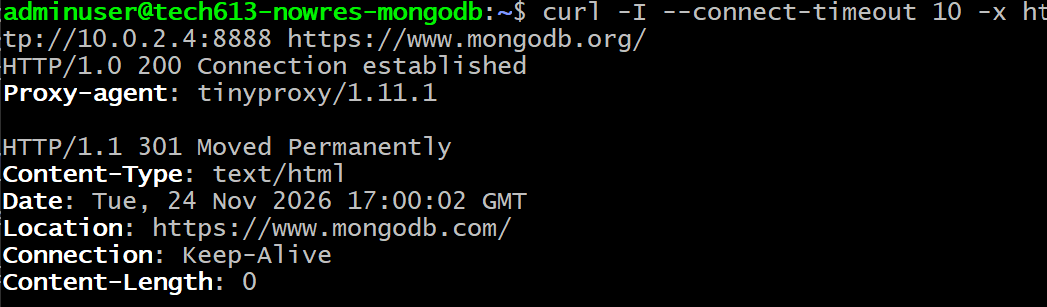 adminuser@tech613-nowres-mongodb:~$ curl -I --connect-timeout 10 -x ht
tp://10.0.2.4:8888 https://www.mongodb.org/
HTTP/1.0 200 Connection established
Proxy-agent: tinyproxy/1.11.1
HTTP/1.1 301 Moved Permanently
Content-Type: text/html
Date: Tue, 24 Nov 2026 17:00:02 GMT
Location: https://www.mongodb.com/
Connection: Keep-Alive
Content-Length: 0